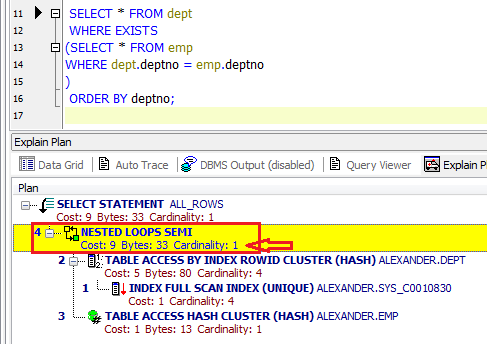 11 SELECT * FROM dept
12 WHERE EXISTS
13 (SELECT * FROM emp
14 WHERE dept.deptno = emp.deptno
15 )
16 ORDER BY deptno;
17
Explain Plan
Data Grid Auto Trace DBMS Output (disabled) Query Viewer Explain Pl
Plan
SELECT STATEMENT ALL_ROWS
Cost: 9 Bytes: 33 Cardinality: 1
4 NESTED LOOPS SEMI
Cost: 9 Bytes: 33 Cardinality: 1
2 TABLE ACCESS BY INDEX ROWID CLUSTER (HASH) ALEXANDER.DEPT
Cost: 5 Bytes: 80 Cardinality: 4
1 INDEX FULL SCAN INDEX (UNIQUE) ALEXANDER.SYS_C0010830
Cost: 1 Cardinality: 4
3 TABLE ACCESS HASH CLUSTER (HASH) ALEXANDER.EMP
Cost: 1 Bytes: 13 Cardinality: 1